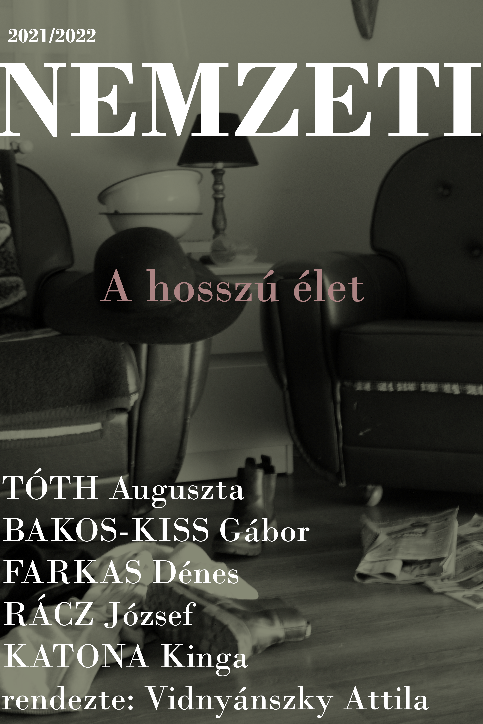 2021/2022
NEMZETI
A hosszú élet
TÓTH Auguszta
BAKOS-KISS Gábor
FARKAS Dénes
RÁCZ József
KATONA Kinga
rendezte: Vidnyánszky Attila